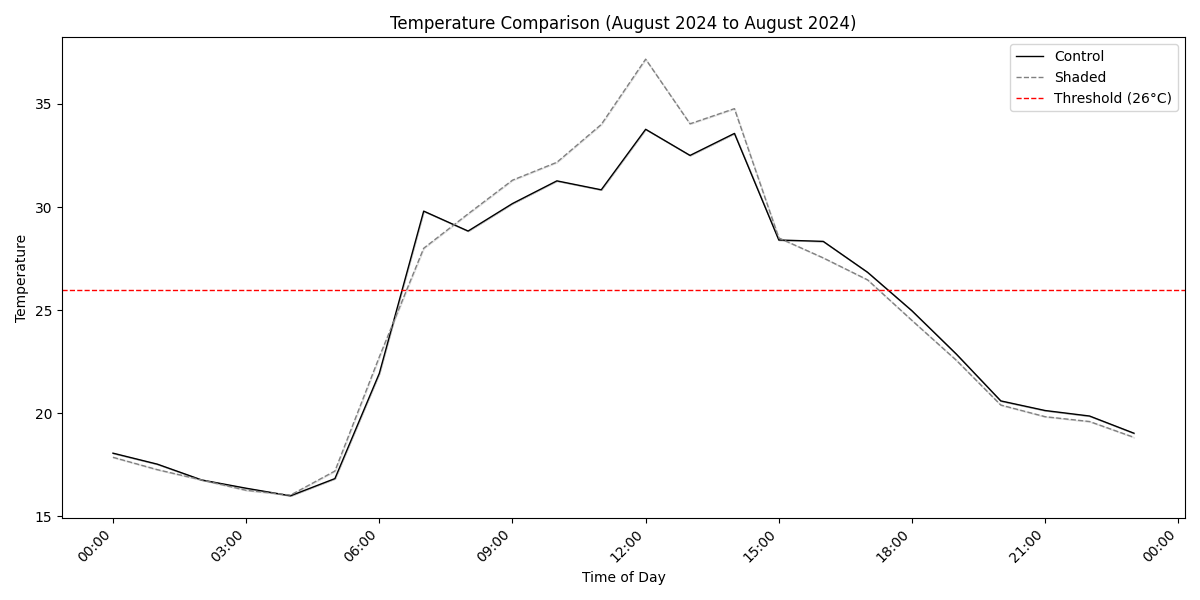 Temperature Comparison (August 2024 to August 2024)
Control
Shaded
Threshold (26°C)
35
30
25
20
15
Temperature
00:00
03:00
06:00
09:00
12:00
15:00
18:00
21:00
00:00
Time of Day